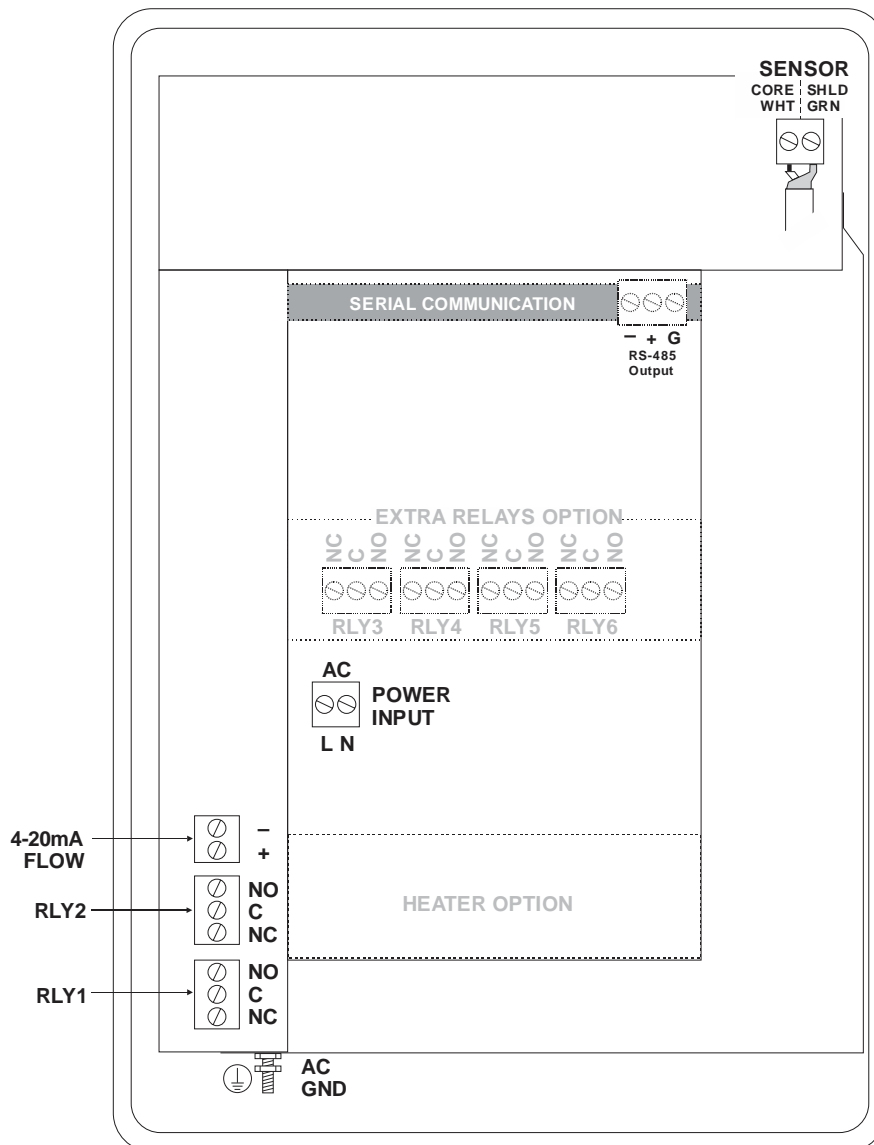 SENSOR
CORE SHLD
WHT GRN
SERIAL COMMUNICATION
– + G
RS-485
Output
EXTRA RELAYS OPTION
NC C NO NC C NO NC C NO NC C NO
RLY3 RLY4 RLY5 RLY6
AC
POWER
INPUT
L N
4-20mA
FLOW
–
+
RLY2
NO
C
NC
HEATER OPTION
RLY1
NO
C
NC
AC
GND